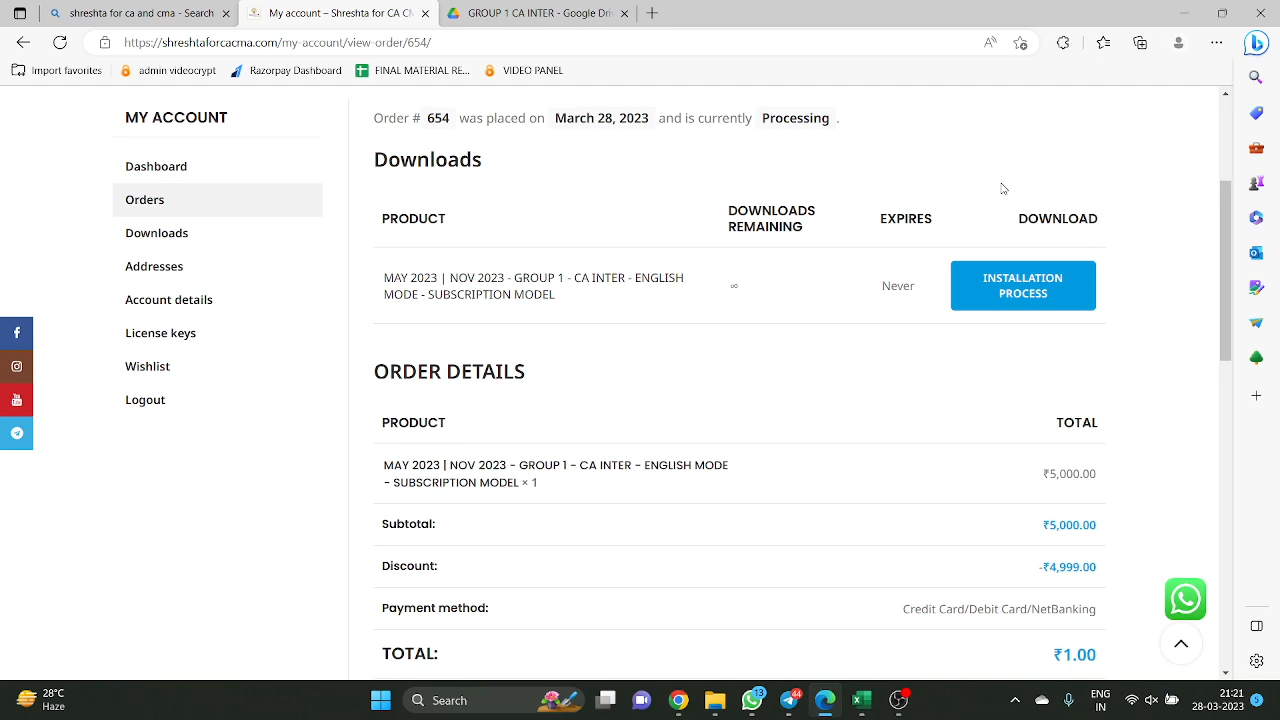 shreshta for ca and cma - Search
My account – Shreshta for CA CM
GROUP 1 CA INTER - Google Dri
https://shreshtaforcacma.com/my-account/view-order/654/
Import favorites
admin videocrypt
Razorpay Dashboard
FINAL MATERIAL RE...
VIDEO PANEL
MY ACCOUNT
Dashboard
Orders
Downloads
Addresses
Account details
License keys
Wishlist
Logout
Order # 654 was placed on March 28, 2023 and is currently Processing .
Downloads
PRODUCT
DOWNLOADS
REMAINING
EXPIRES
DOWNLOAD
MAY 2023 | NOV 2023 - GROUP 1 - CA INTER - ENGLISH
MODE - SUBSCRIPTION MODEL
∞
Never
INSTALLATION
PROCESS
ORDER DETAILS
PRODUCT
TOTAL
MAY 2023 | NOV 2023 – GROUP 1 – CA INTER – ENGLISH MODE
– SUBSCRIPTION MODEL × 1
₹5,000.00
Subtotal:
₹5,000.00
Discount:
-₹4,999.00
Payment method:
Credit Card/Debit Card/NetBanking
TOTAL:
₹1.00
28°C
Haze
Search
13
44
ENG
IN
21:21
28-03-2023
5